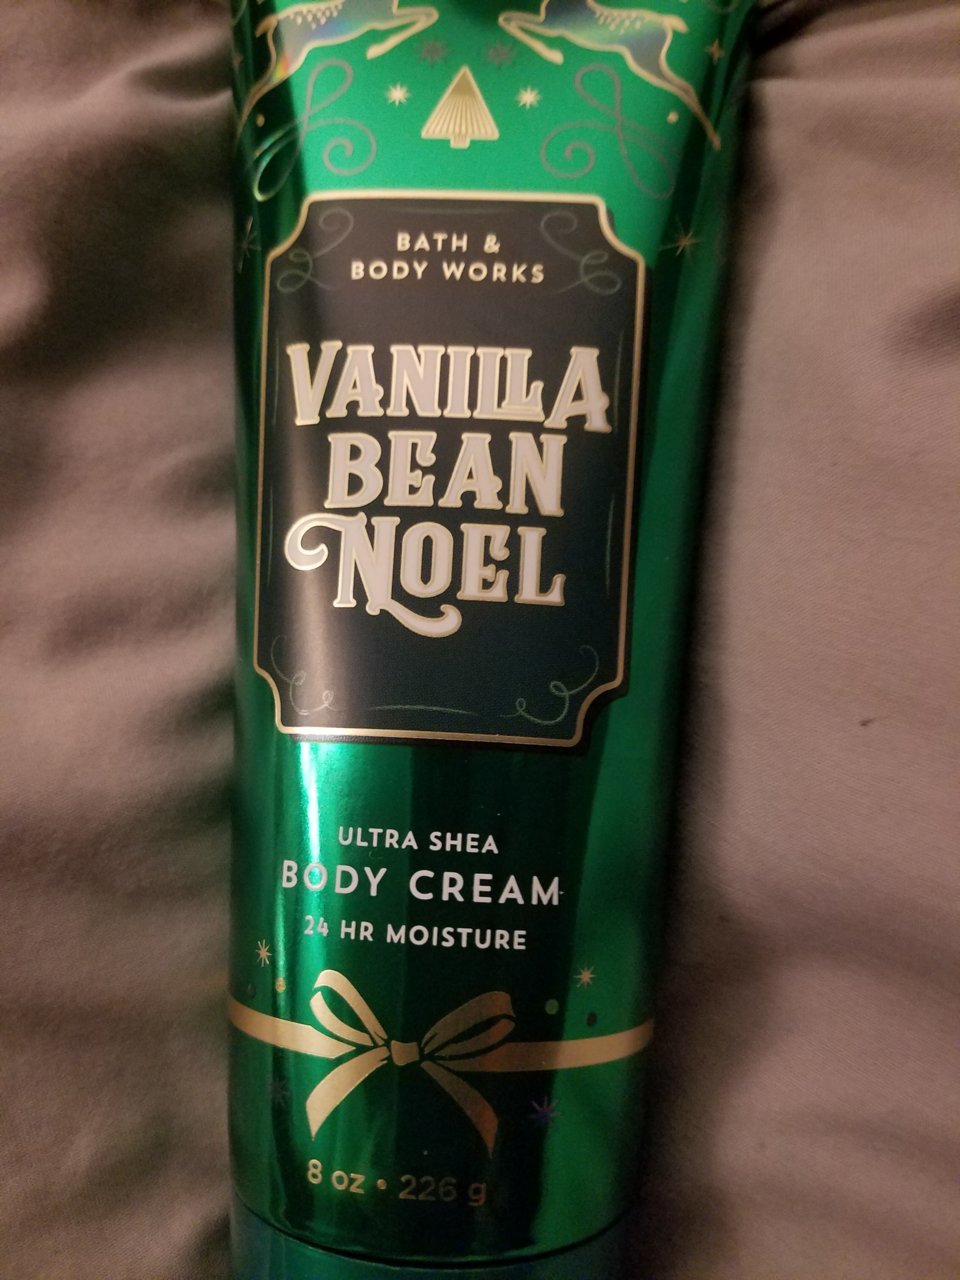 BATH &
BODY WORKS
VANILLA
BEAN
NOEL
ULTRA SHEA
BODY CREAM
24 HR MOISTURE
8 oz • 226 g